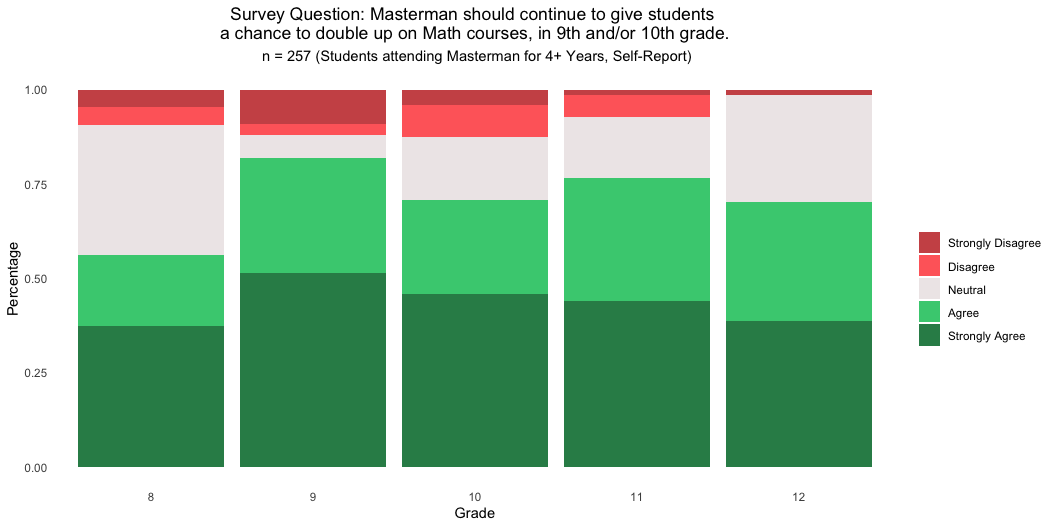 Survey Question: Masterman should continue to give students
a chance to double up on Math courses, in 9th and/or 10th grade.
n = 257 (Students attending Masterman for 4+ Years, Self-Report)
Percentage
1.00
0.75
0.50
0.25
0.00
8
9
10
11
12
Grade
Strongly Disagree
Disagree
Neutral
Agree
Strongly Agree